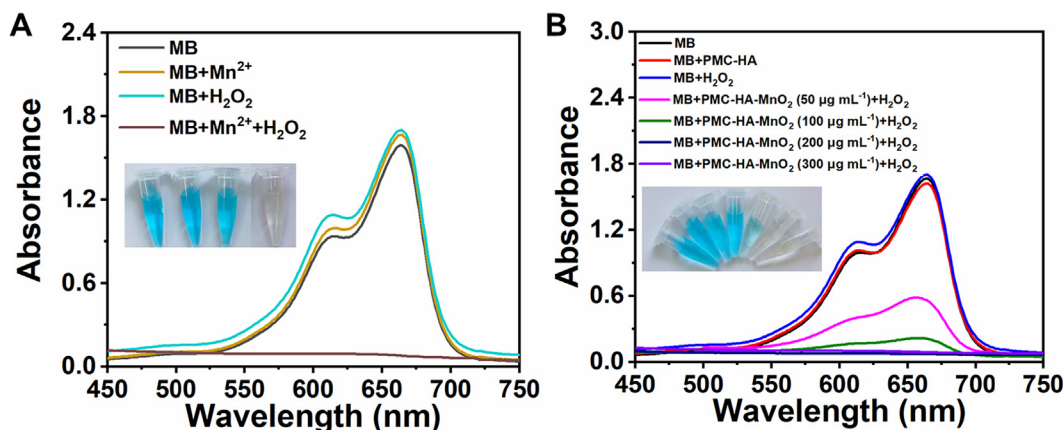 A
2.4
1.8
1.2
0.6
0.0
Absorbance
MB
MB+Mn²⁺
MB+H₂O₂
MB+Mn²⁺+H₂O₂
450 500 550 600 650 700 750
Wavelength (nm)
B
3.0
2.4
1.8
1.2
0.6
0.0
Absorbance
MB
MB+PMC-HA
MB+H₂O₂
MB+PMC-HA-MnO₂ (50 µg mL⁻¹)+H₂O₂
MB+PMC-HA-MnO₂ (100 µg mL⁻¹)+H₂O₂
MB+PMC-HA-MnO₂ (200 µg mL⁻¹)+H₂O₂
MB+PMC-HA-MnO₂ (300 µg mL⁻¹)+H₂O₂
450 500 550 600 650 700 750
Wavelength (nm)